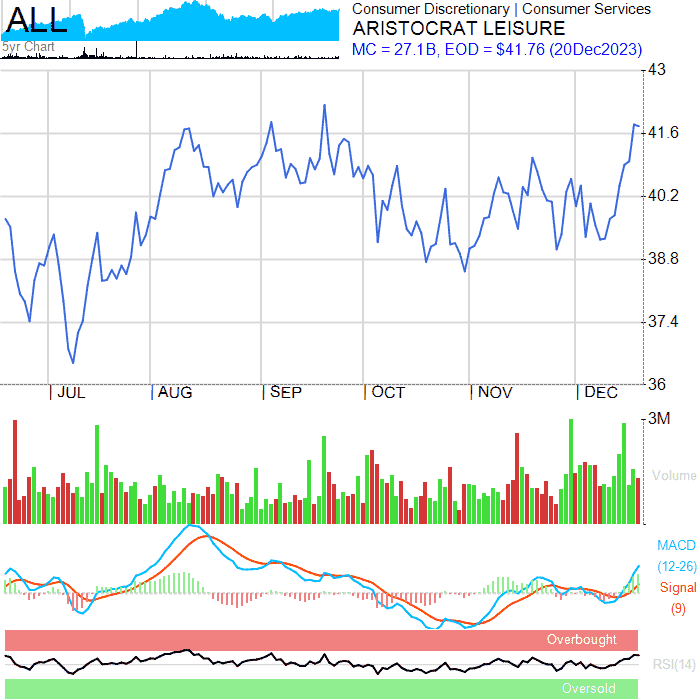 ALL
5yr Chart
Consumer Discretionary | Consumer Services
ARISTOCRAT LEISURE
MC = 27.1B, EOD = $41.76 (20Dec2023)
43
41.6
40.2
38.8
37.4
36
| JUL | AUG | SEP | OCT | NOV | DEC
3M
Volume
MACD
(12-26)
Signal
(9)
Overbought
RSI(14)
Oversold